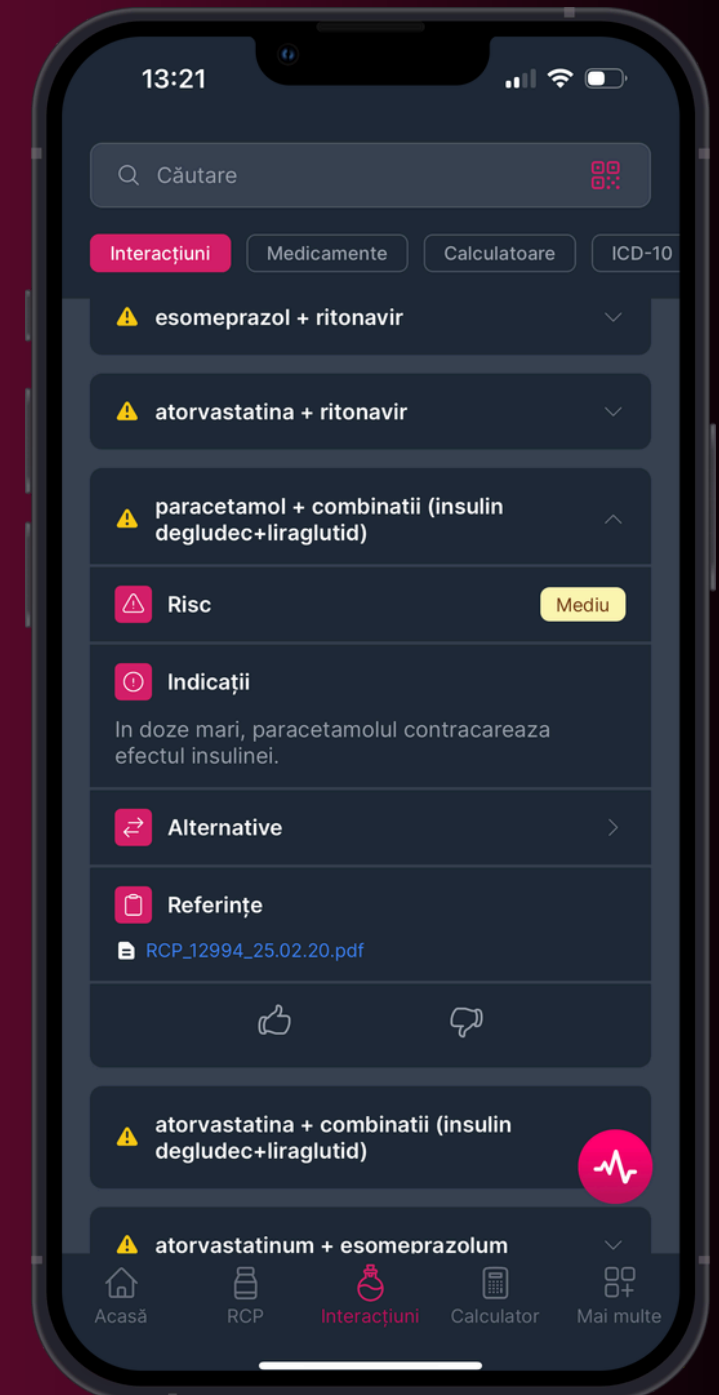 13:21
Căutare
Interacțiuni
Medicamente
Calculatoare
ICD-10
esomeprazol + ritonavir
atorvastatina + ritonavir
paracetamol + combinatii (insulin
degludec+liraglutid)
Risc
Mediu
Indicații
In doze mari, paracetamolul contracareaza
efectul insulinei.
Alternative
Referințe
RCP_12994_25.02.20.pdf
atorvastatina + combinatii (insulin
degludec+liraglutid)
atorvastatinum + esomeprazolum
Acasă
RCP
Interacțiuni
Calculator
Mai multe